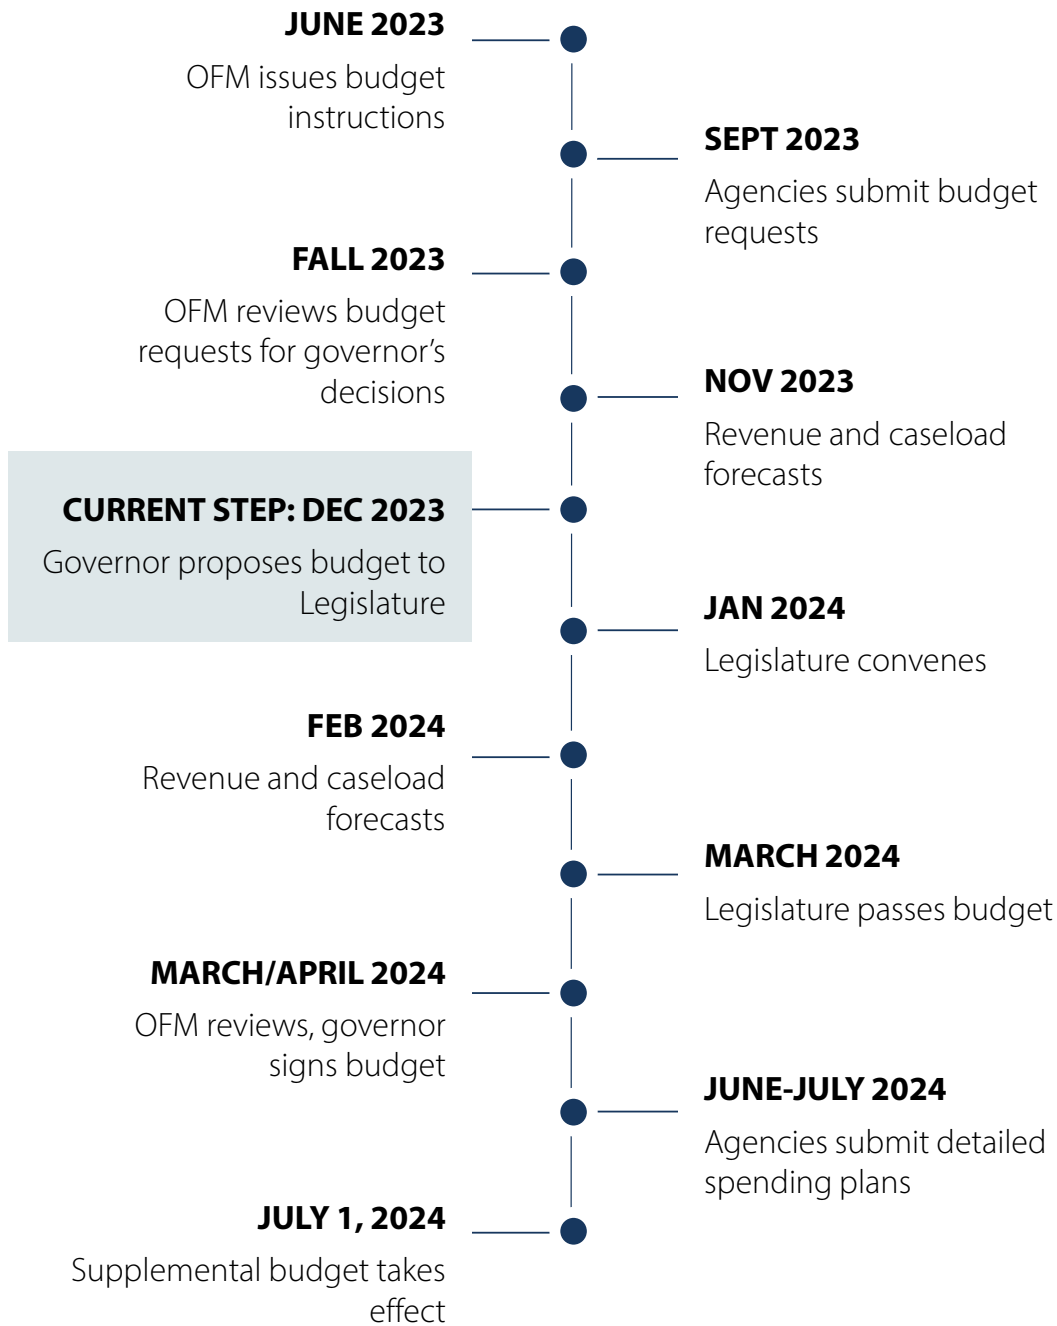 JUNE 2023
OFM issues budget
instructions
SEPT 2023
Agencies submit budget
requests
FALL 2023
OFM reviews budget
requests for governor’s
decisions
NOV 2023
Revenue and caseload
forecasts
CURRENT STEP: DEC 2023
Governor proposes budget to
Legislature
JAN 2024
Legislature convenes
FEB 2024
Revenue and caseload
forecasts
MARCH 2024
Legislature passes budget
MARCH/APRIL 2024
OFM reviews, governor
signs budget
JUNE-JULY 2024
Agencies submit detailed
spending plans
JULY 1, 2024
Supplemental budget takes
effect